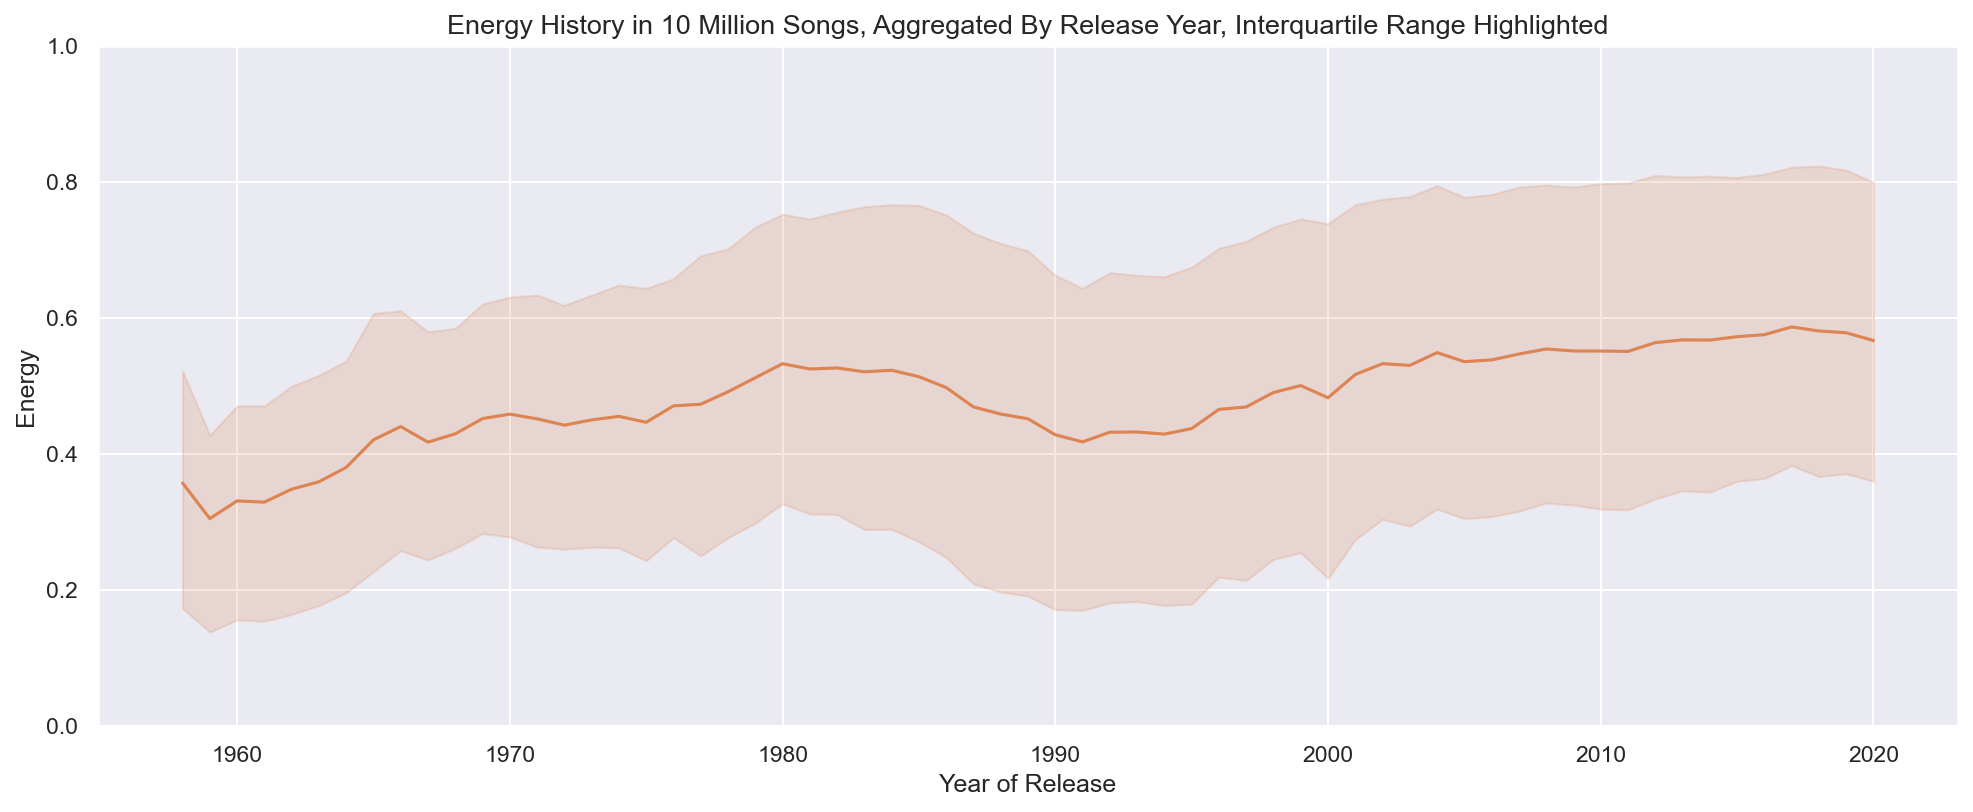 Energy History in 10 Million Songs, Aggregated By Release Year, Interquartile Range Highlighted
1.0
0.8
0.6
0.4
0.2
0.0
Energy
1960 1970 1980 1990 2000 2010 2020
Year of Release